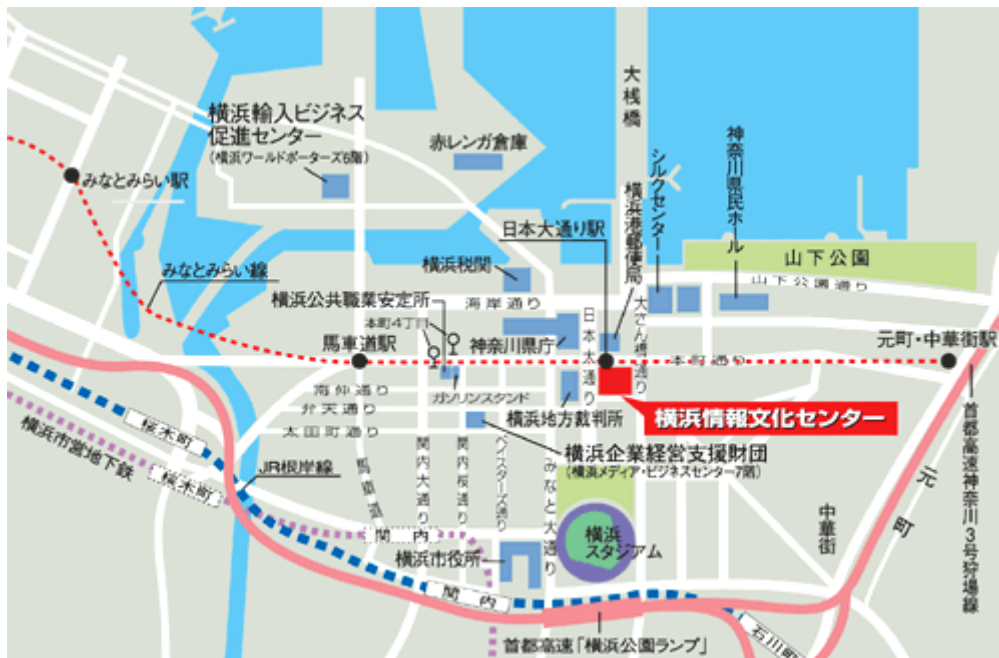 大桟橋
横浜輸入ビジネス
促進センター
(横浜ワールドポーターズ6階)
赤レンガ倉庫
シルクセンター
神奈川県民ホール
みなとみらい駅
日本大通り駅
横浜港郵便局
山下公園
山下公園通り
みなとみらい線
横浜税関
横浜公共職業安定所
海岸通り
大さん橋通り
本町4丁目
日本大通り
馬車道駅
神奈川県庁
本町通り
元町・中華街駅
南仲通り
ガソリンスタンド
弁天通り
横浜地方裁判所
横浜情報文化センター
太田町通り
桜木町
横浜市営地下鉄
桜木町
JR根岸線
馬車道
関内大通り
関内桜通り
ベイスターズ通り
みなと大通り
横浜企業経営支援財団
(横浜メディア・ビジネスセンター7階)
首都高速神奈川3号狩場線
元町
中華街
関内
横浜
スタジアム
横浜市役所
関内
石川町
首都高速「横浜公園ランプ」